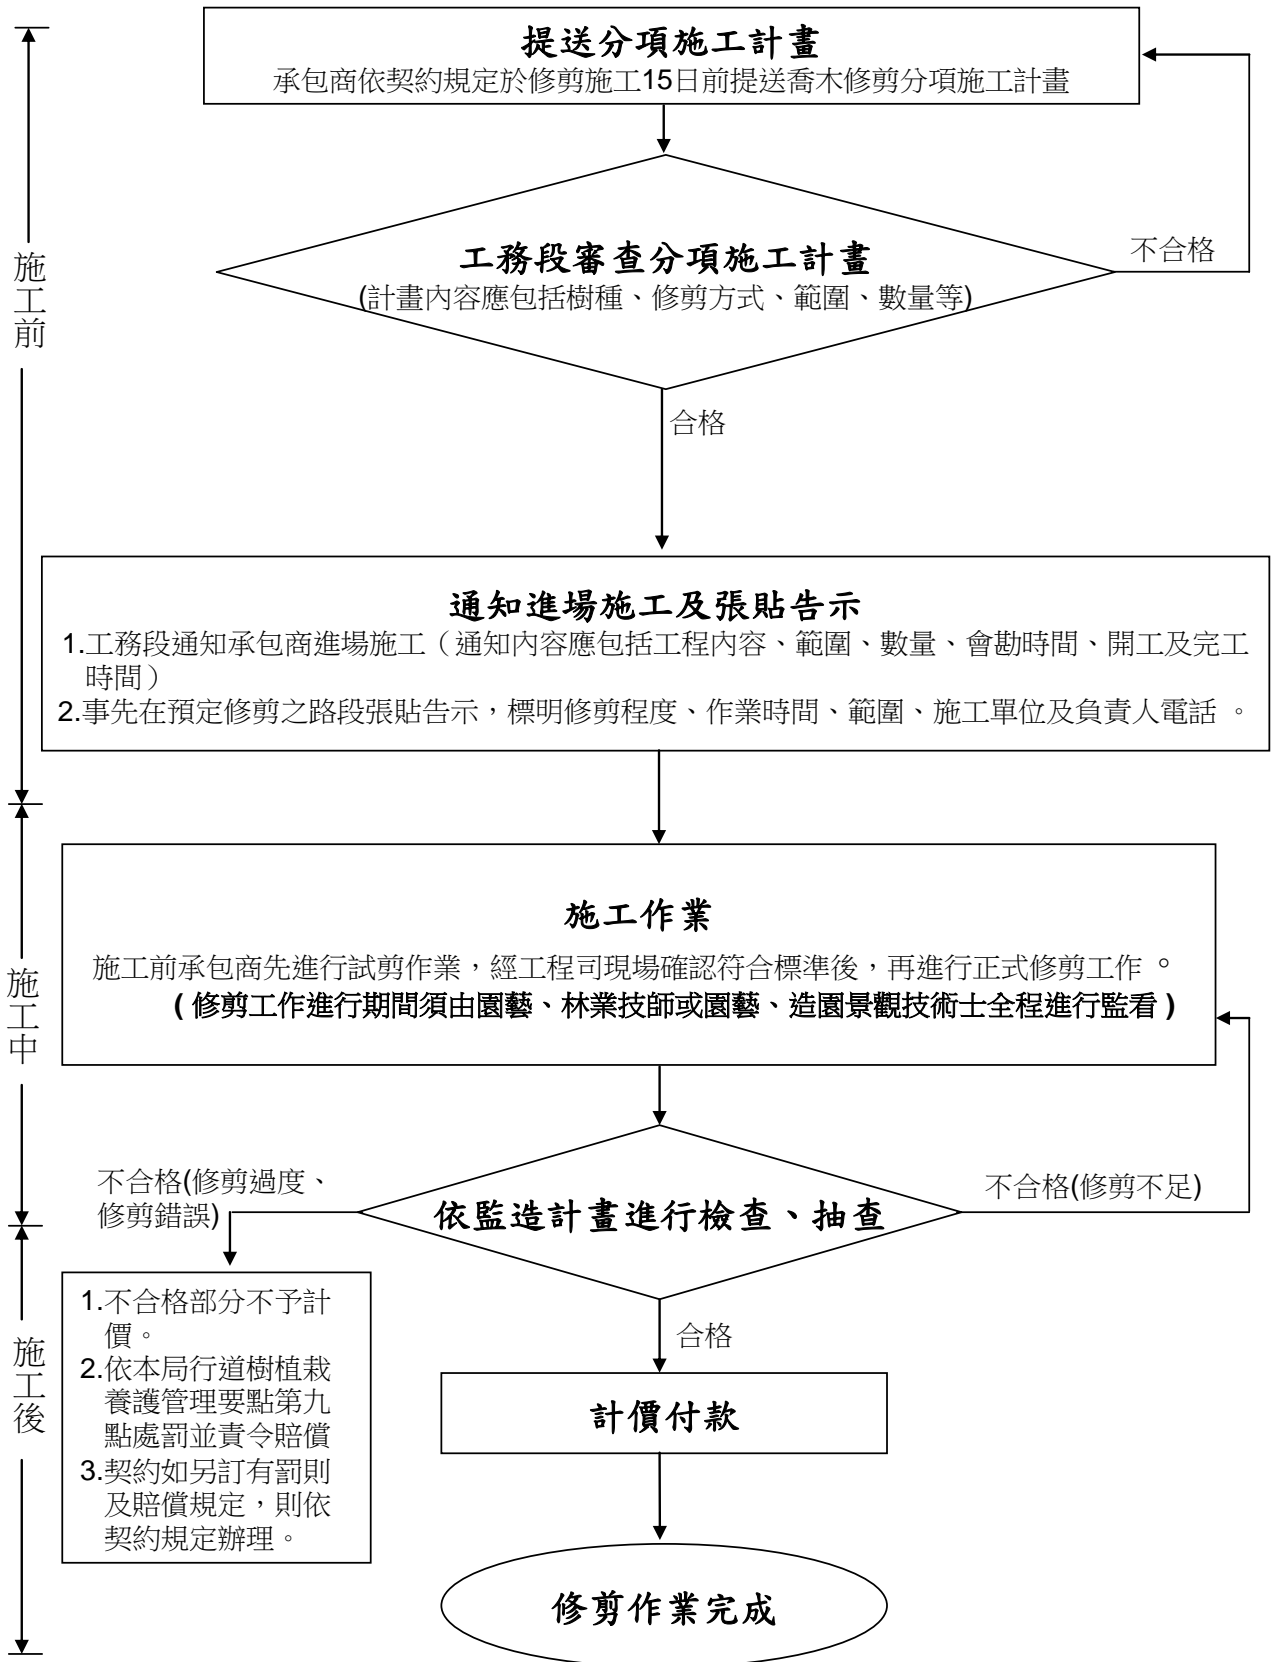 提送分項施工計畫
承包商依契約規定於修剪施工15日前提送喬木修剪分項施工計畫
工務段審查分項施工計畫
(計畫內容應包括樹種、修剪方式、範圍、數量等)
不合格
施工前
合格
通知進場施工及張貼告示
1.工務段通知承包商進場施工（通知內容應包括工程內容、範圍、數量、會勘時間、開工及完工
時間）
2.事先在預定修剪之路段張貼告示，標明修剪程度、作業時間、範圍、施工單位及負責人電話 。
施工作業
施工前承包商先進行試剪作業，經工程司現場確認符合標準後，再進行正式修剪工作 。
( 修剪工作進行期間須由園藝、林業技師或園藝、造園景觀技術士全程進行監看 )
施工中
不合格(修剪過度、
修剪錯誤)
依監造計畫進行檢查、抽查
不合格(修剪不足)
1.不合格部分不予計
價。
2.依本局行道樹植栽
養護管理要點第九
點處罰並責令賠償
3.契約如另訂有罰則
及賠償規定，則依
契約規定辦理。
施工後
合格
計價付款
修剪作業完成